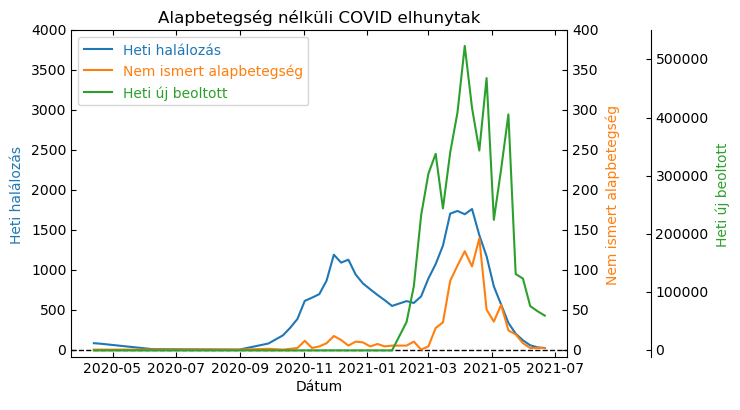 Alapbetegség nélküli COVID elhunytak
Heti halálozás
Nem ismert alapbetegség
Heti új beoltott
4000
3500
3000
2500
2000
1500
1000
500
0
Heti halálozás
400
350
300
250
200
150
100
50
0
Nem ismert alapbetegség
500000
400000
300000
200000
100000
0
Heti új beoltott
2020-05 2020-07 2020-09 2020-11 2021-01 2021-03 2021-05 2021-07
Dátum